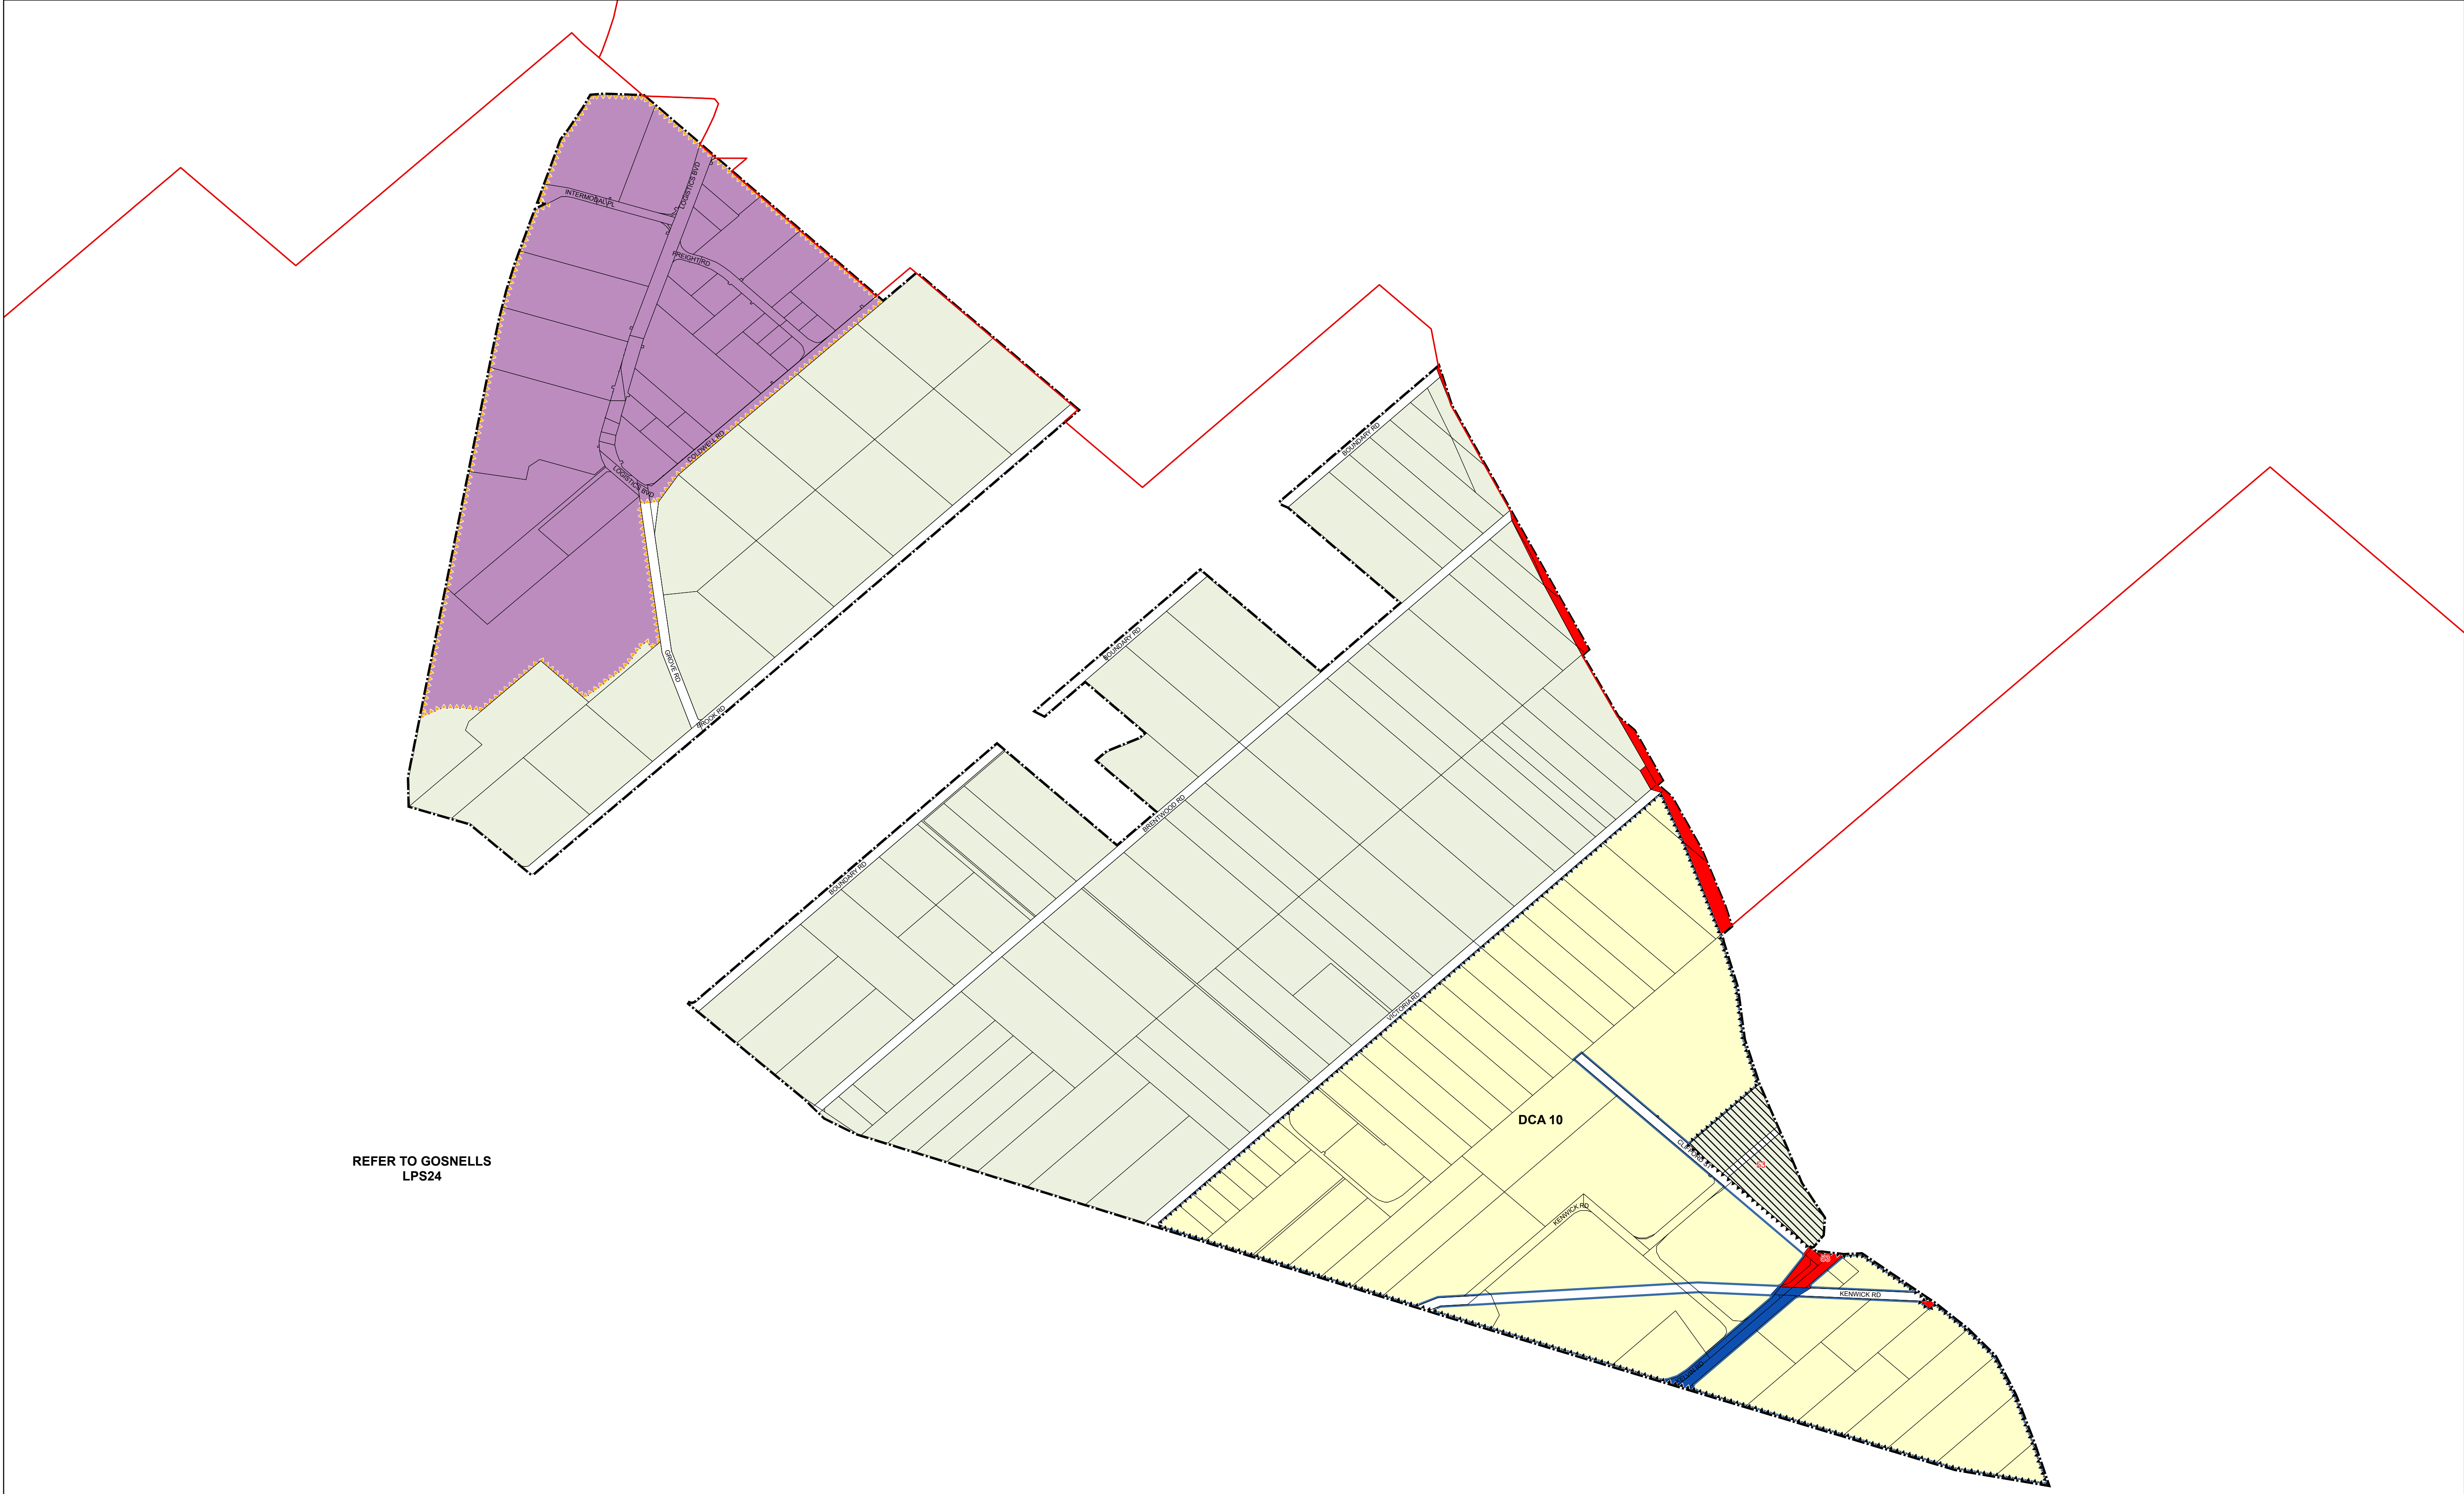 INTERMODAL PL
LOGISTICS BVD
FREIGHT RD
COLDWELL RD
LOGISTICS BVD
GROVE RD
BROOK RD
BOUNDARY RD
BOUNDARY RD
BRENTWOOD RD
BOUNDARY RD
VICTORIA RD
DCA 10
REFER TO GOSNELLS
LPS24
KENWICK RD
KENWICK RD